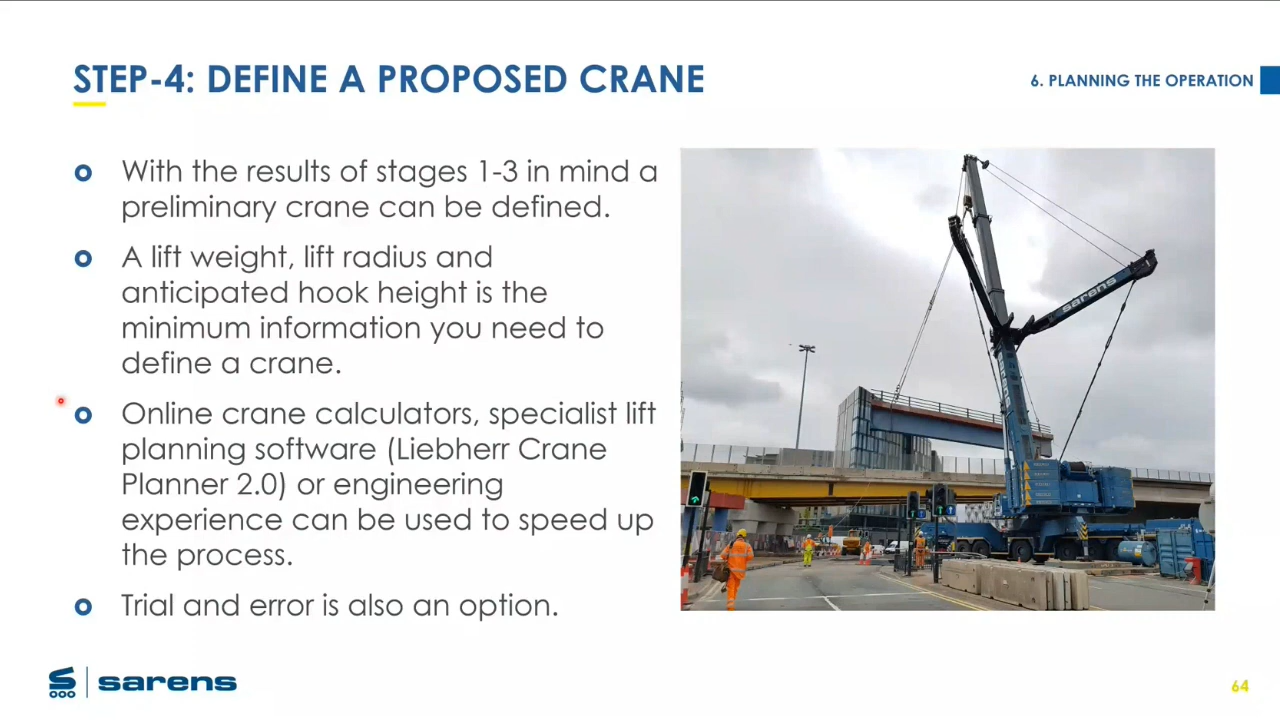 STEP-4: DEFINE A PROPOSED CRANE
6. PLANNING THE OPERATION
With the results of stages 1-3 in mind a
preliminary crane can be defined.
A lift weight, lift radius and
anticipated hook height is the
minimum information you need to
define a crane.
Online crane calculators, specialist lift
planning software (Liebherr Crane
Planner 2.0) or engineering
experience can be used to speed up
the process.
Trial and error is also an option.
sarens
sarens
64